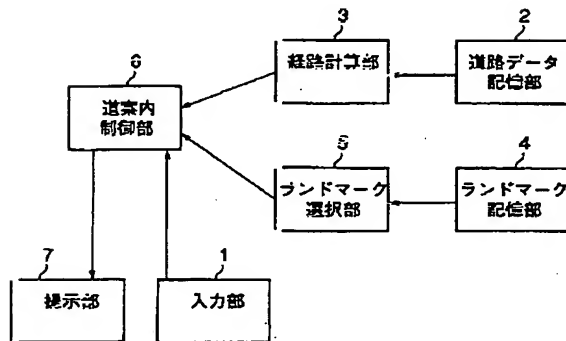 3
2
経路計算部
道路データ
記憶部
6
道案内
制御部
5
4
ランドマーク
選択部
ランドマーク
記憶部
7
1
提示部
入力部